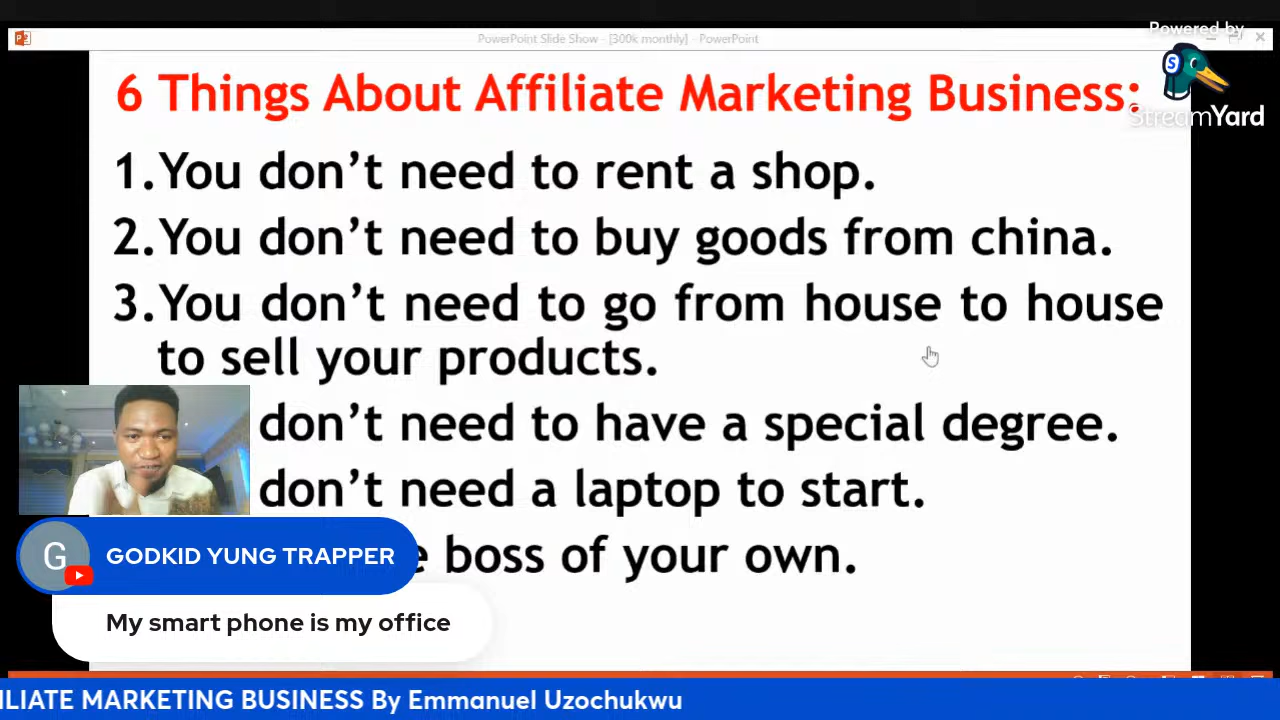 Powered by
PowerPoint Slide Show - [300k monthly] - PowerPoint
StreamYard
6 Things About Affiliate Marketing Business:
1.You don't need to rent a shop.
2.You don't need to buy goods from china.
3.You don't need to go from house to house
to sell your products.
don't need to have a special degree.
don't need a laptop to start.
boss of your own.
G
GODKID YUNG TRAPPER
My smart phone is my office
ILIATE MARKETING BUSINESS By Emmanuel Uzochukwu